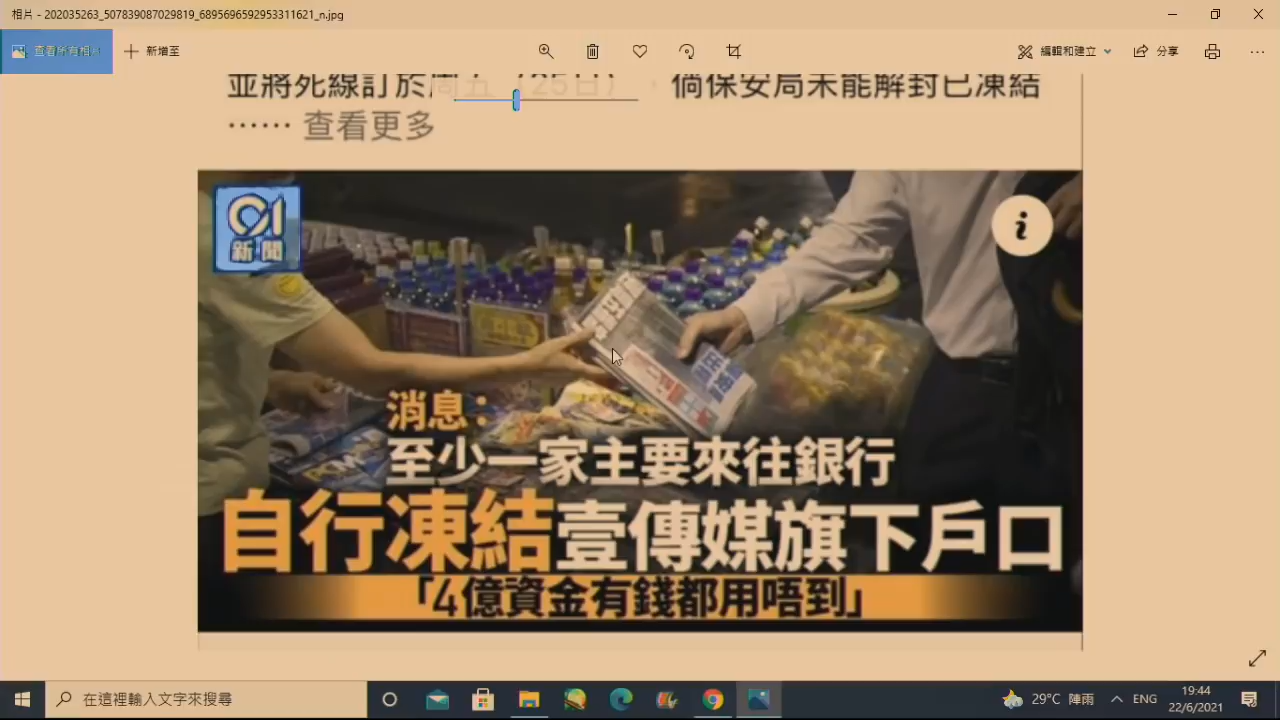 相片 - 202035263_507839087029819_6895696592953311621_n.jpg
查看所有相片
新增至
編輯和建立
分享
並將死線訂於周五（25日），倘保安局未能解封已凍結
…… 查看更多
01
新聞
i
消息：
至少一家主要來往銀行
自行凍結壹傳媒旗下戶口
「4億資金有錢都用唔到」
在這裡輸入文字來搜尋
29°C 陣雨
ENG
19:44
22/6/2021